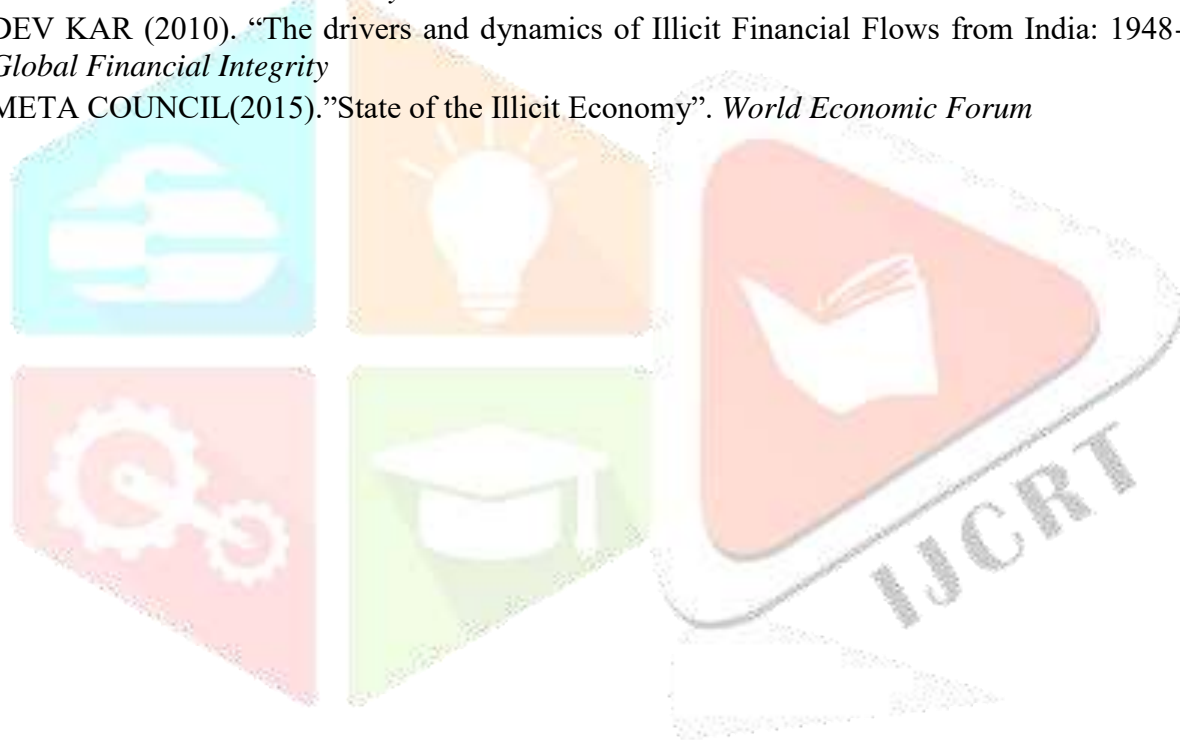 DEV KAR (2010). “The drivers and dynamics of Illicit Financial Flows from India: 1948-
Global Financial Integrity
META COUNCIL(2015).”State of the Illicit Economy”. World Economic Forum
IJCRT